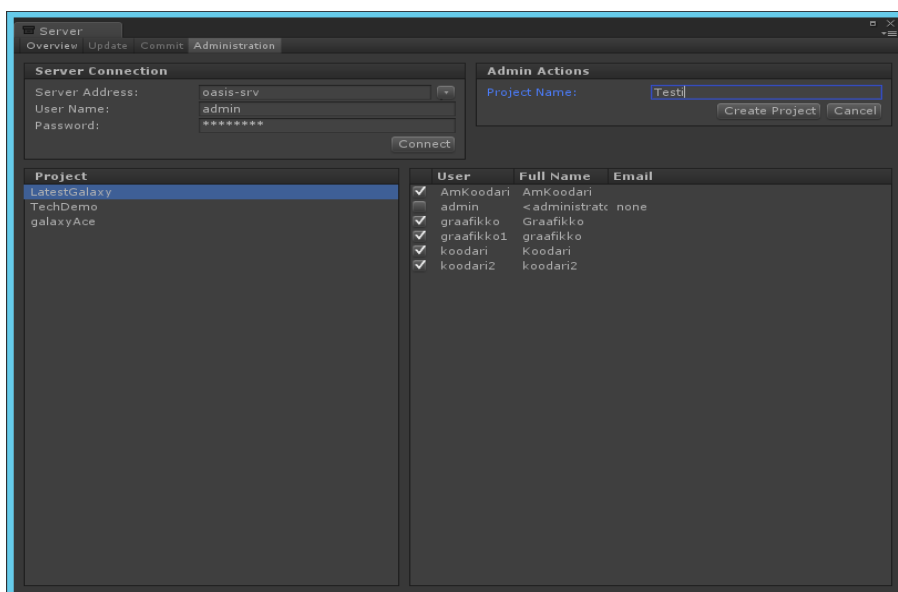 Server
Overview Update Commit Administration
Server Connection
Server Address: oasis-srv
User Name: admin
Password: ********
Connect
Admin Actions
Project Name: Testi
Create Project Cancel
Project
LatestGalaxy
TechDemo
galaxyAce
User Full Name Email
AmKoodari AmKoodari
admin <administratc none
graafikko Graafikko
graafikko1 graafikko
koodari Koodari
koodari2 koodari2